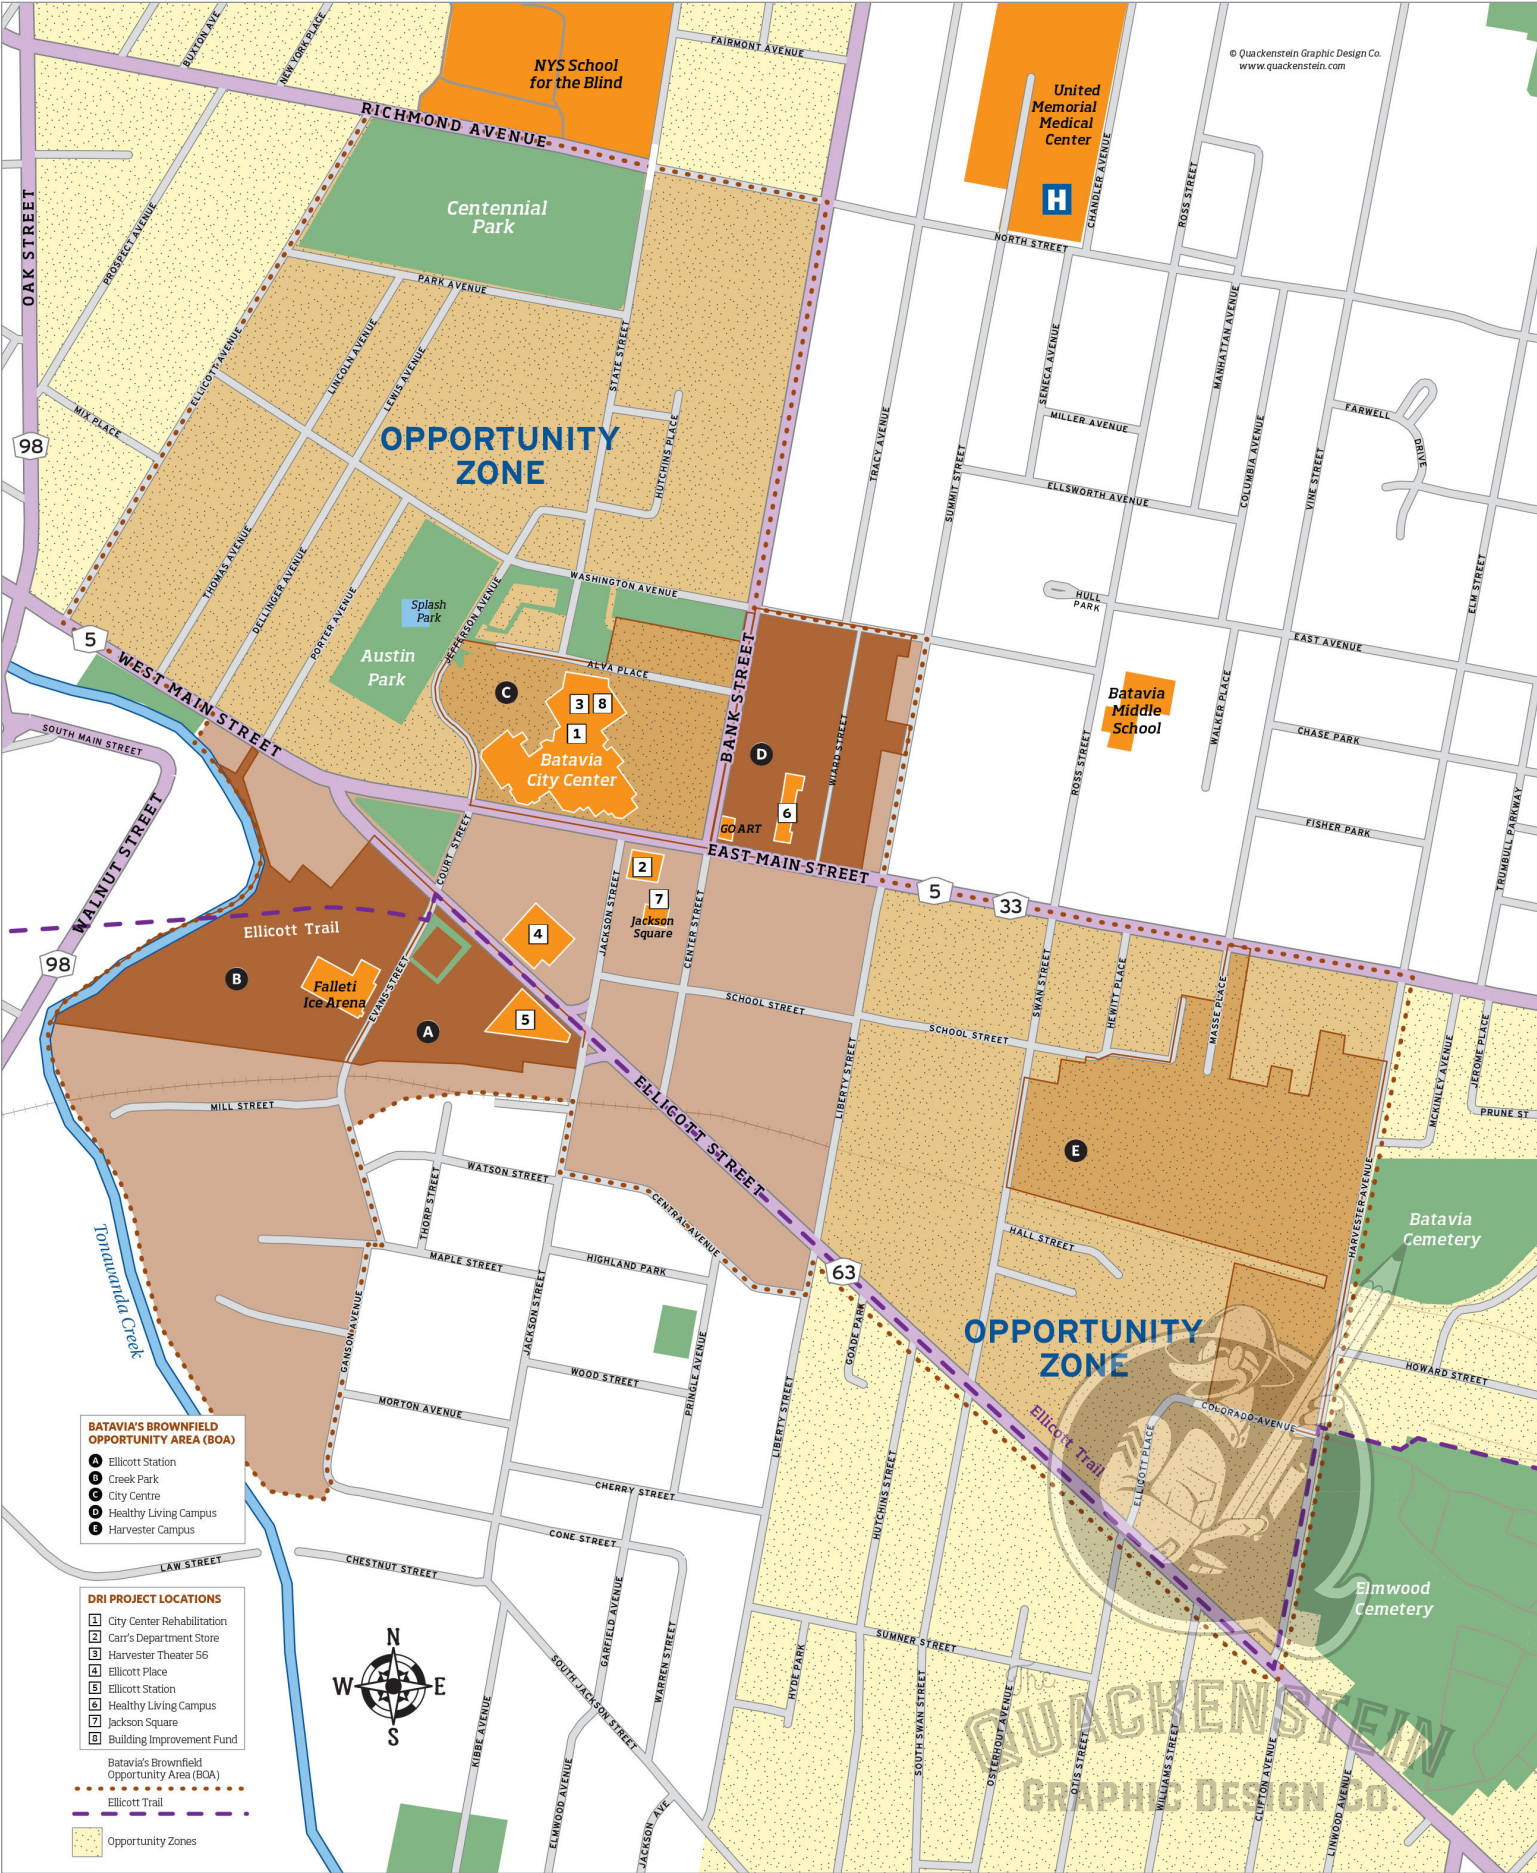 BUXTON AVE
NEW YORK PLACE
NYS School
for the Blind
FAIRMONT AVENUE
© Quackenstein Graphic Design Co.
www.quackenstein.com
United
Memorial
Medical
Center
H
CHANDLER AVENUE
ROSS STREET
NORTH STREET
RICHMOND AVENUE
OAK STREET
PROSPECT AVENUE
Centennial
Park
PARK AVENUE
ELLICOTT AVENUE
LINCOLN AVENUE
LEWIS AVENUE
STATE STREET
HUTCHINS PLACE
MIX PLACE
98
OPPORTUNITY
ZONE
TRACY AVENUE
SUMMIT STREET
SENECA AVENUE
MANHATTAN AVENUE
MILLER AVENUE
ELLSWORTH AVENUE
COLUMBIA AVENUE
VINE STREET
FARWELL
DRIVE
ELM STREET
HULL
PARK
EAST AVENUE
THOMAS AVENUE
DELLINGER AVENUE
PORTER AVENUE
Splash
Park
Austin
Park
JEFFERSON AVENUE
WASHINGTON AVENUE
ALVA PLACE
BANK STREET
WIARD STREET
5
WEST MAIN STREET
SOUTH MAIN STREET
WALNUT STREET
98
C
3
8
1
Batavia
City Center
D
6
GO ART
Batavia
Middle
School
WALKER PLACE
ROSS STREET
CHASE PARK
FISHER PARK
TRUMBULL PARKWAY
EAST MAIN STREET
5
33
COURT STREET
2
7
Jackson
Square
JACKSON STREET
CENTER STREET
4
5
Ellicott Trail
B
Falleti
Ice Arena
EVANS STREET
A
SCHOOL STREET
SCHOOL STREET
SWAN STREET
HEWITT PLACE
MASSE PLACE
MCKINLEY AVENUE
JEROME PLACE
PRUNE ST
LIBERTY STREET
ELLICOTT STREET
MILL STREET
WATSON STREET
THORP STREET
CENTRAL AVENUE
MAPLE STREET
HIGHLAND PARK
JACKSON STREET
GANSON AVENUE
Tonawanda Creek
E
HALL STREET
HARVESTER AVENUE
Batavia
Cemetery
63
GOADE PARK
OPPORTUNITY
ZONE
WOOD STREET
PRINGLE AVENUE
MORTON AVENUE
LIBERTY STREET
HOWARD STREET
COLORADO AVENUE
ELLICOTT PLACE
Ellicott Trail
HUTCHINS STREET
CHERRY STREET
CONE STREET
LAW STREET
CHESTNUT STREET
GARFIELD AVENUE
WARREN STREET
SOUTH JACKSON STREET
KIBBE AVENUE
ELMWOOD AVENUE
JACKSON AVE
HYDE PARK
SUMNER STREET
SOUTH SWAN STREET
OSTERHOUT AVENUE
OTIS STREET
WILLIAMS STREET
CLIFTON AVENUE
LINWOOD AVENUE
Elmwood
Cemetery
The
QUACKENSTEIN
GRAPHIC DESIGN CO.
BATAVIA'S BROWNFIELD
OPPORTUNITY AREA (BOA)
A Ellicott Station
B Creek Park
C City Centre
D Healthy Living Campus
E Harvester Campus
DRI PROJECT LOCATIONS
1 City Center Rehabilitation
2 Carr's Department Store
3 Harvester Theater 56
4 Ellicott Place
5 Ellicott Station
6 Healthy Living Campus
7 Jackson Square
8 Building Improvement Fund
Batavia's Brownfield
Opportunity Area (BOA)
Ellicott Trail
Opportunity Zones
N
W E
S